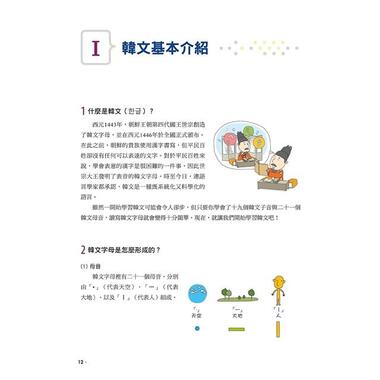 I 韓文基本介紹
1 什麼是韓文（한글）？
西元1443年，朝鮮王朝第四代國王世宗創造
了韓文字母，並在西元1446年於全國正式頒布。
在此之前，朝鮮的貴族使用漢字書寫，但平民百
姓卻沒有任何可以表達的文字。對於平民百姓來
說，學會表意的漢字是很困難的一件事，因此世
宗大王發明了表音的韓文字母，時至今日，連語
言學家都承認，韓文是一種既系統化又科學化的
語言。
雖然一開始學習韓文可能會令人卻步，但只要你學會了十九個韓文子音與二十一個
韓文母音，讀寫韓文字母就會變得十分簡單。現在，就讓我們開始學習韓文吧！
2 韓文字母是怎麼形成的？
(1) 母音
韓文字母裡有二十一個母音，分別
由「•」（代表天空）、「ㅡ」（代表
大地）、以及「ㅣ」（代表人）組成。
「•」 「ㅡ」 「ㅣ」
天空 大地 人
12